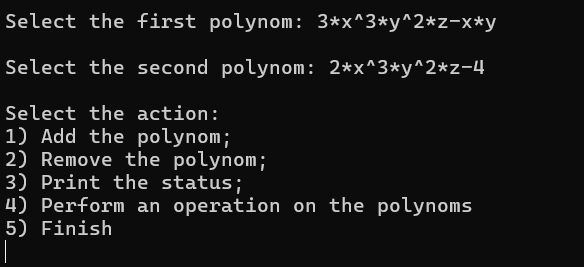 Select the first polynom: 3*x^3*y^2*z-x*y
Select the second polynom: 2*x^3*y^2*z-4
Select the action:
1) Add the polynom;
2) Remove the polynom;
3) Print the status;
4) Perform an operation on the polynoms
5) Finish